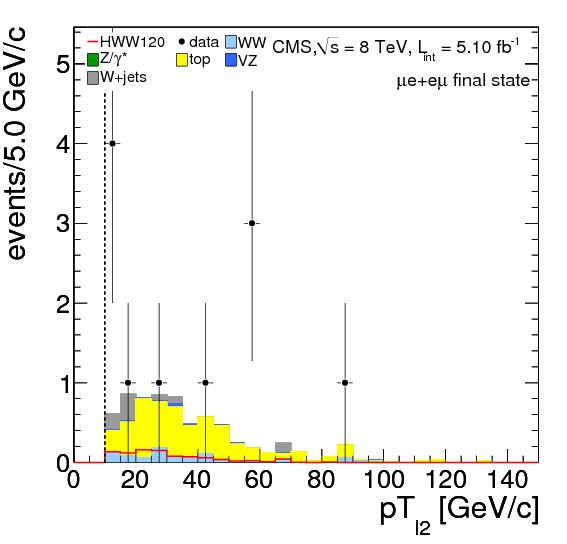 HWW120 data WW CMS,√s = 8 TeV, L_int = 5.10 fb⁻¹
Z/γ* top VZ
W+jets μe+eμ final state
events/5.0 GeV/c
5
4
3
2
1
0
0 20 40 60 80 100 120 140
pT_l2 [GeV/c]